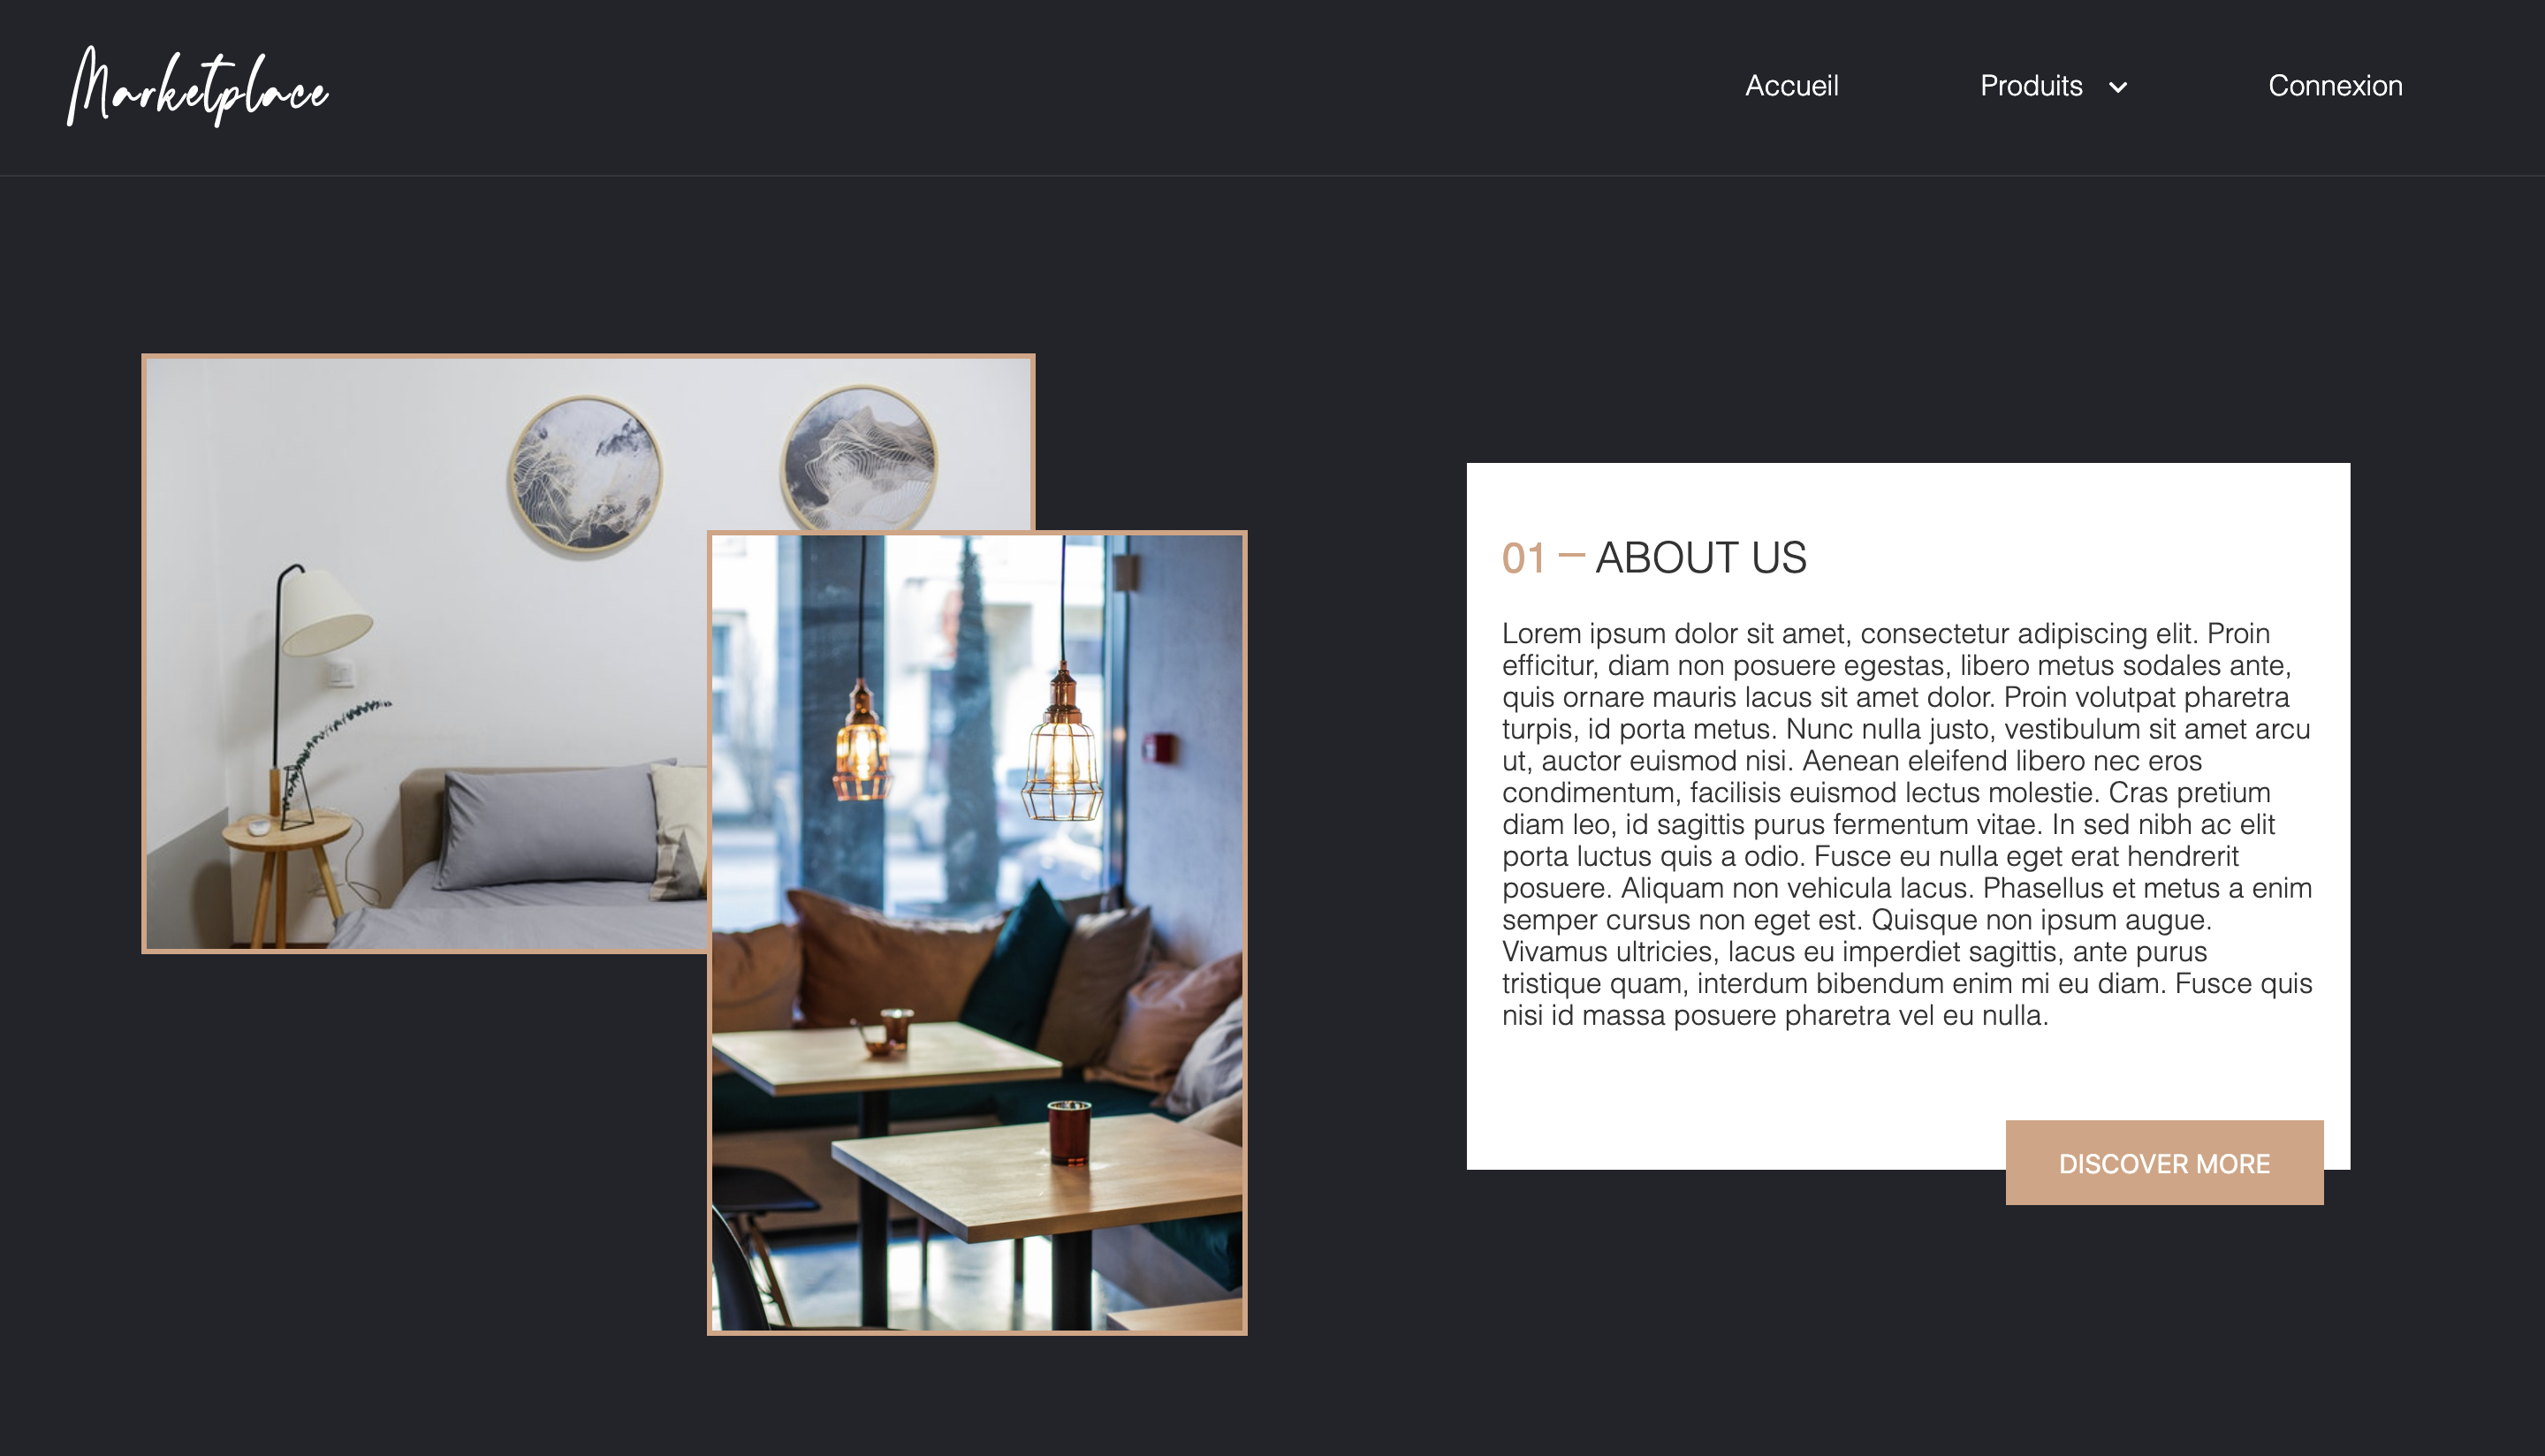 Marketplace
Accueil Produits Connexion
01 — ABOUT US
Lorem ipsum dolor sit amet, consectetur adipiscing elit. Proin
efficitur, diam non posuere egestas, libero metus sodales ante,
quis ornare mauris lacus sit amet dolor. Proin volutpat pharetra
turpis, id porta metus. Nunc nulla justo, vestibulum sit amet arcu
ut, auctor euismod nisi. Aenean eleifend libero nec eros
condimentum, facilisis euismod lectus molestie. Cras pretium
diam leo, id sagittis purus fermentum vitae. In sed nibh ac elit
porta luctus quis a odio. Fusce eu nulla eget erat hendrerit
posuere. Aliquam non vehicula lacus. Phasellus et metus a enim
semper cursus non eget est. Quisque non ipsum augue.
Vivamus ultricies, lacus eu imperdiet sagittis, ante purus
tristique quam, interdum bibendum enim mi eu diam. Fusce quis
nisi id massa posuere pharetra vel eu nulla.
DISCOVER MORE